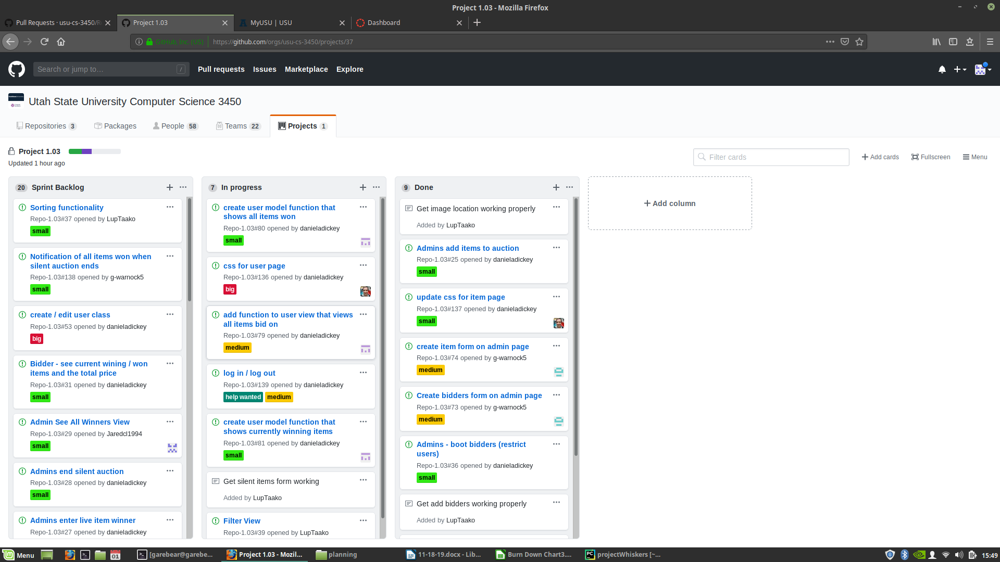 Project 1.03 - Mozilla Firefox
Pull Requests · usu-cs-3450/R
Project 1.03
MyUSU | USU
Dashboard
GitHub, Inc. (US)
https://github.com/orgs/usu-cs-3450/projects/37
Search or jump to…
/
Pull requests
Issues
Marketplace
Explore
Utah State University Computer Science 3450
Repositories 3
Packages
People 58
Teams 22
Projects 1
Project 1.03
Updated 1 hour ago
Filter cards
Add cards
Fullscreen
Menu
20 Sprint Backlog
Sorting functionality
Repo-1.03#37 opened by LupTaako
small
Notification of all items won when
silent auction ends
Repo-1.03#138 opened by g-warnock5
small
create / edit user class
Repo-1.03#53 opened by danieladickey
big
Bidder - see current wining / won
items and the total price
Repo-1.03#31 opened by danieladickey
small
Admin See All Winners View
Repo-1.03#29 opened by Jaredcl1994
small
Admins end silent auction
Repo-1.03#28 opened by danieladickey
small
Admins enter live item winner
Repo-1.03#27 opened by danieladickey
7 In progress
create user model function that
shows all items won
Repo-1.03#80 opened by danieladickey
small
css for user page
Repo-1.03#136 opened by danieladickey
big
add function to user view that views
all items bid on
Repo-1.03#79 opened by danieladickey
medium
log in / log out
Repo-1.03#139 opened by danieladickey
help wanted medium
create user model function that
shows currently winning items
Repo-1.03#81 opened by danieladickey
small
Get silent items form working
Added by LupTaako
Filter View
Repo-1.03#39 opened by LupTaako
9 Done
Get image location working properly
Added by LupTaako
Admins add items to auction
Repo-1.03#25 opened by danieladickey
small
update css for item page
Repo-1.03#137 opened by danieladickey
small
create item form on admin page
Repo-1.03#74 opened by g-warnock5
medium
Create bidders form on admin page
Repo-1.03#73 opened by g-warnock5
medium
Admins - boot bidders (restrict
users)
Repo-1.03#36 opened by danieladickey
small
Get add bidders working properly
Added by LupTaako
Add column
Menu
01
[garebear@garebe...
Project 1.03 - Mozil...
planning
11-18-19.docx - Lib...
Burn Down Chart3....
PC
projectWhiskers [~...
15:49